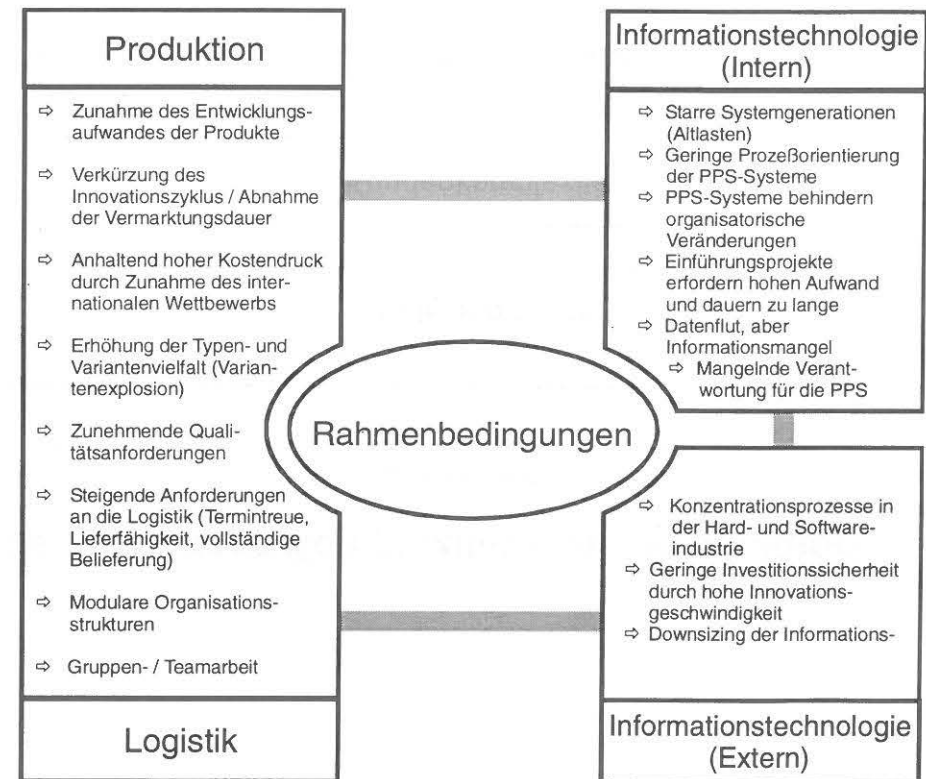 Produktion
⇨ Zunahme des Entwicklungs-
aufwandes der Produkte
⇨ Verkürzung des
Innovationszyklus / Abnahme
der Vermarktungsdauer
⇨ Anhaltend hoher Kostendruck
durch Zunahme des inter-
nationalen Wettbewerbs
⇨ Erhöhung der Typen- und
Variantenvielfalt (Varian-
tenexplosion)
⇨ Zunehmende Quali-
tätsanforderungen
⇨ Steigende Anforderungen
an die Logistik (Termintreue,
Lieferfähigkeit, vollständige
Belieferung)
⇨ Modulare Organisations-
strukturen
⇨ Gruppen- / Teamarbeit
Logistik
Rahmenbedingungen
Informationstechnologie
(Intern)
⇨ Starre Systemgenerationen
(Altlasten)
⇨ Geringe Prozeßorientierung
der PPS-Systeme
⇨ PPS-Systeme behindern
organisatorische
Veränderungen
⇨ Einführungsprojekte
erfordern hohen Aufwand
und dauern zu lange
⇨ Datenflut, aber
Informationsmangel
⇨ Mangelnde Verant-
wortung für die PPS
⇨ Konzentrationsprozesse in
der Hard- und Software-
industrie
⇨ Geringe Investitionssicherheit
durch hohe Innovations-
geschwindigkeit
⇨ Downsizing der Informations-
Informationstechnologie
(Extern)